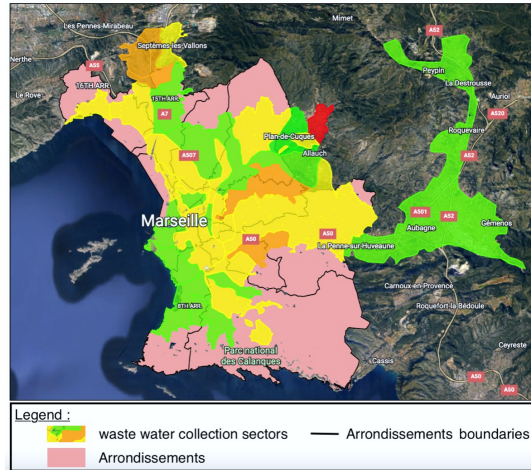 Mimet
A52
Les Pennes-Mirabeau
Septèmes-les-Vallons
Nerthe
A55
Peypin
La Destrousse
16TH ARR.
Le Rove
15TH ARR.
Auriol
A7
A520
Plan-de-Cuques
Roquevaire
Allauch
A507
A52
Marseille
A501
A52
Gémenos
Aubagne
A50
A50
La Penne-sur-Huveaune
Carnoux-en-Provence
8TH ARR.
Roquefort-la-Bédoule
Parc national
des Calanques
Ceyreste
Cassis
A50
A50
Legend :
waste water collection sectors
Arrondissements boundaries
Arrondissements